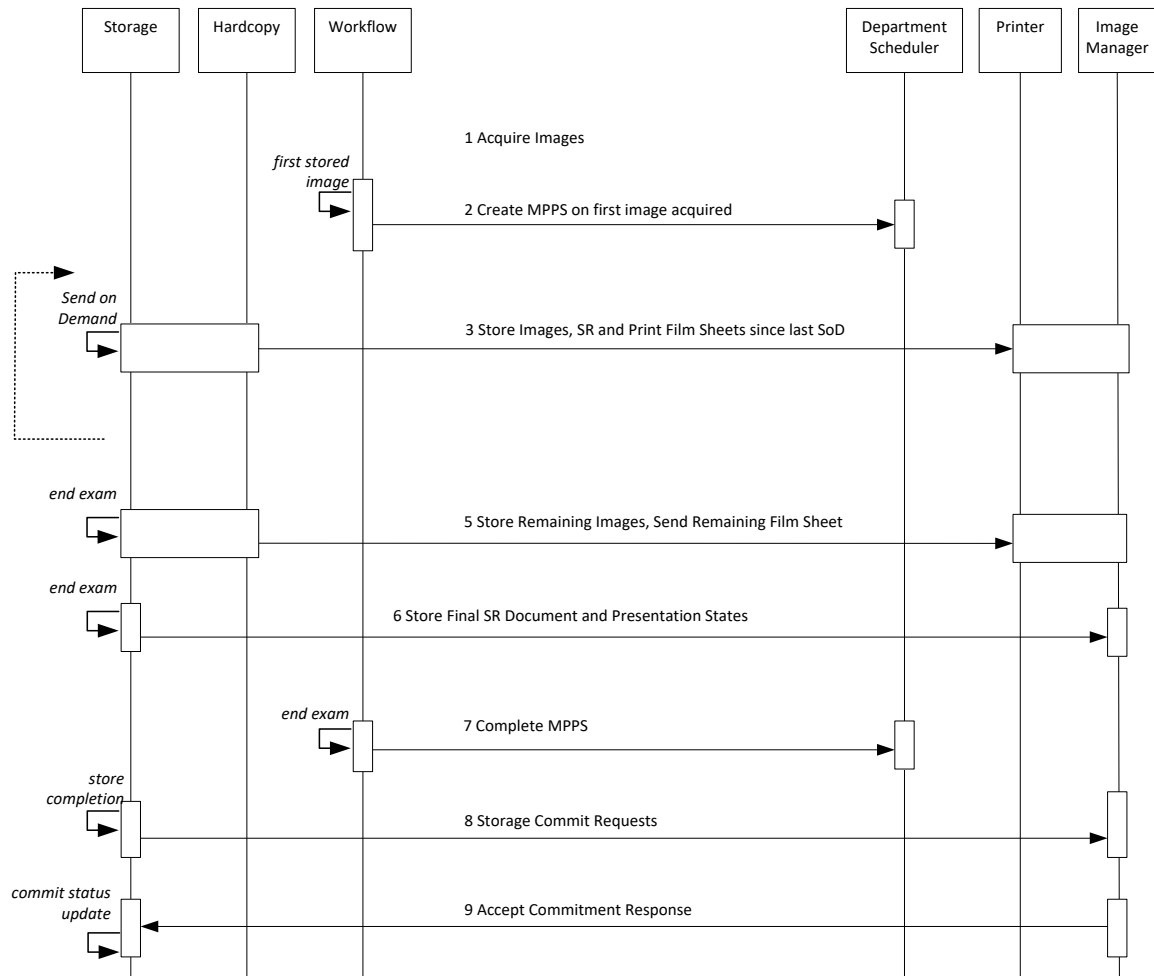 Storage
Hardcopy
Workflow
Department
Scheduler
Printer
Image
Manager
1 Acquire Images
first stored
image
2 Create MPPS on first image acquired
Send on
Demand
3 Store Images, SR and Print Film Sheets since last SoD
end exam
5 Store Remaining Images, Send Remaining Film Sheet
end exam
6 Store Final SR Document and Presentation States
end exam
7 Complete MPPS
store
completion
8 Storage Commit Requests
commit status
update
9 Accept Commitment Response